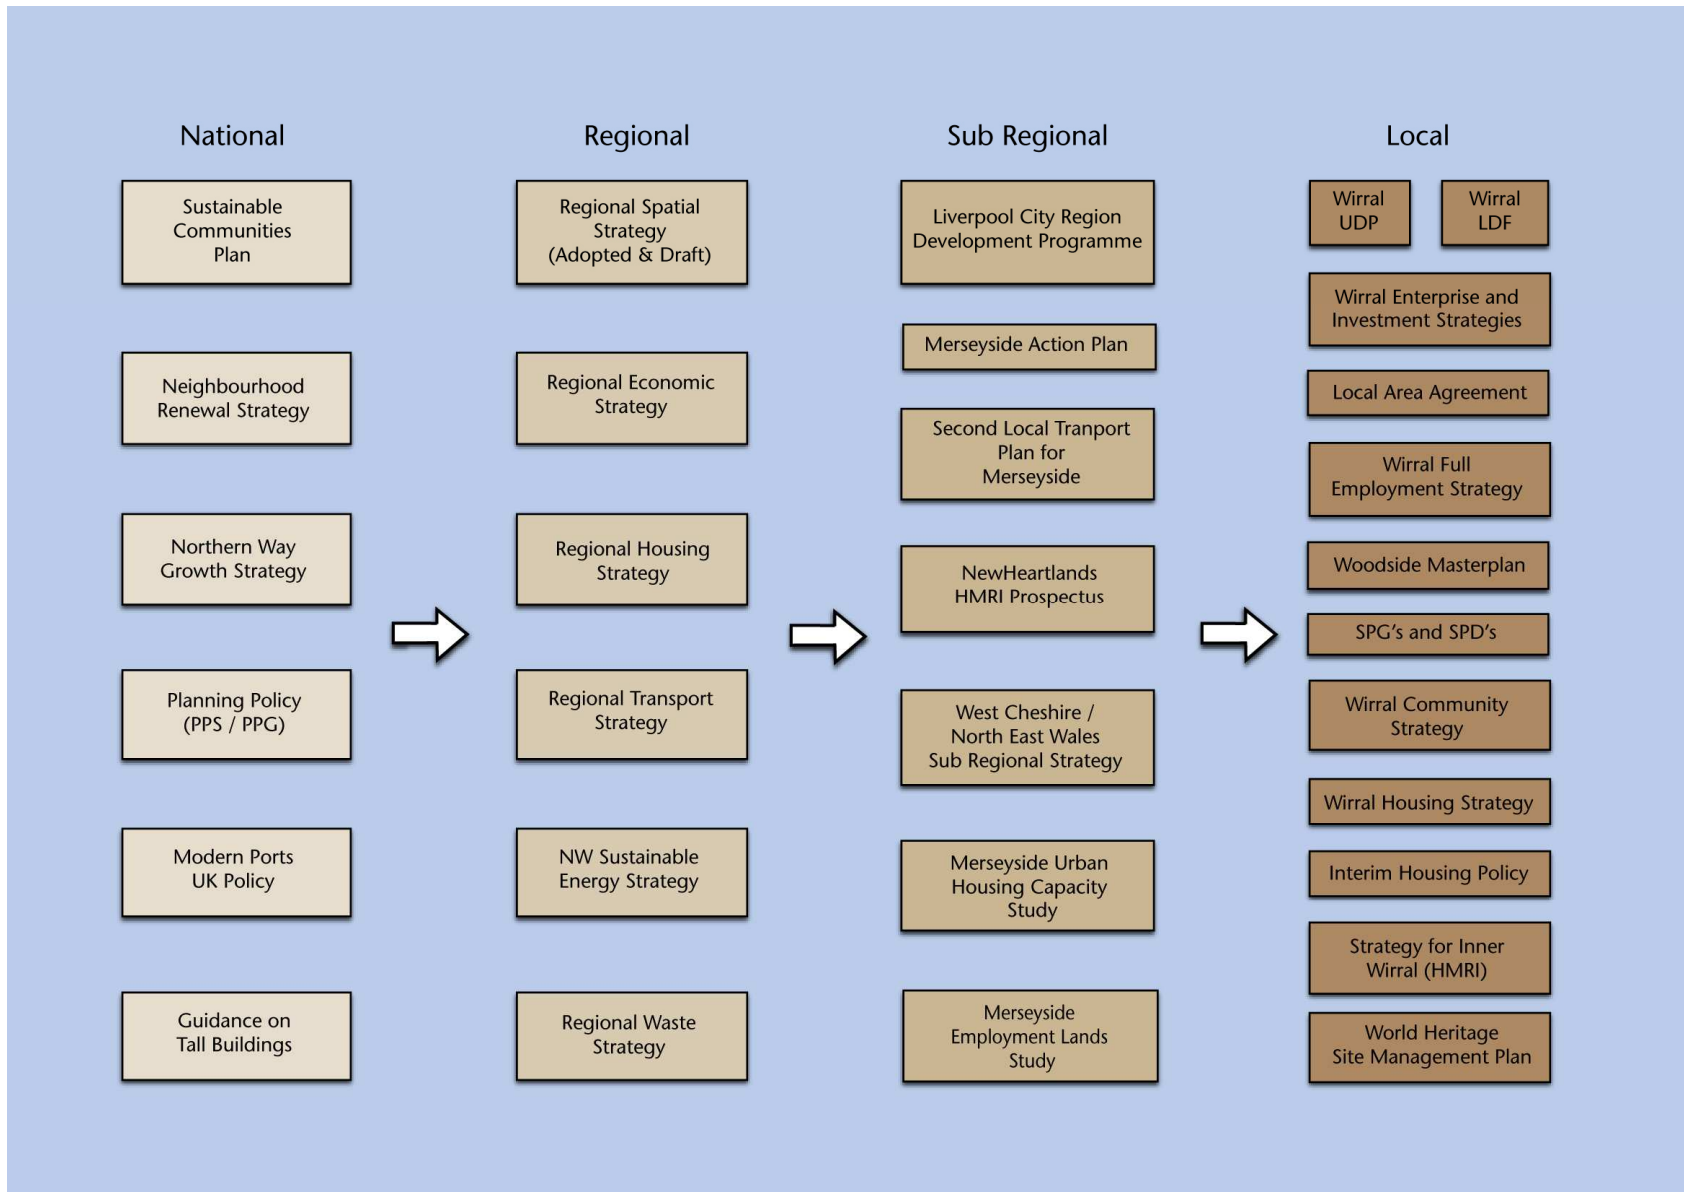 National
Sustainable
Communities
Plan
Neighbourhood
Renewal Strategy
Northern Way
Growth Strategy
Planning Policy
(PPS / PPG)
Modern Ports
UK Policy
Guidance on
Tall Buildings
Regional
Regional Spatial
Strategy
(Adopted & Draft)
Regional Economic
Strategy
Regional Housing
Strategy
Regional Transport
Strategy
NW Sustainable
Energy Strategy
Regional Waste
Strategy
Sub Regional
Liverpool City Region
Development Programme
Merseyside Action Plan
Second Local Tranport
Plan for
Merseyside
NewHeartlands
HMRI Prospectus
West Cheshire /
North East Wales
Sub Regional Strategy
Merseyside Urban
Housing Capacity
Study
Merseyside
Employment Lands
Study
Local
Wirral
UDP
Wirral
LDF
Wirral Enterprise and
Investment Strategies
Local Area Agreement
Wirral Full
Employment Strategy
Woodside Masterplan
SPG's and SPD's
Wirral Community
Strategy
Wirral Housing Strategy
Interim Housing Policy
Strategy for Inner
Wirral (HMRI)
World Heritage
Site Management Plan